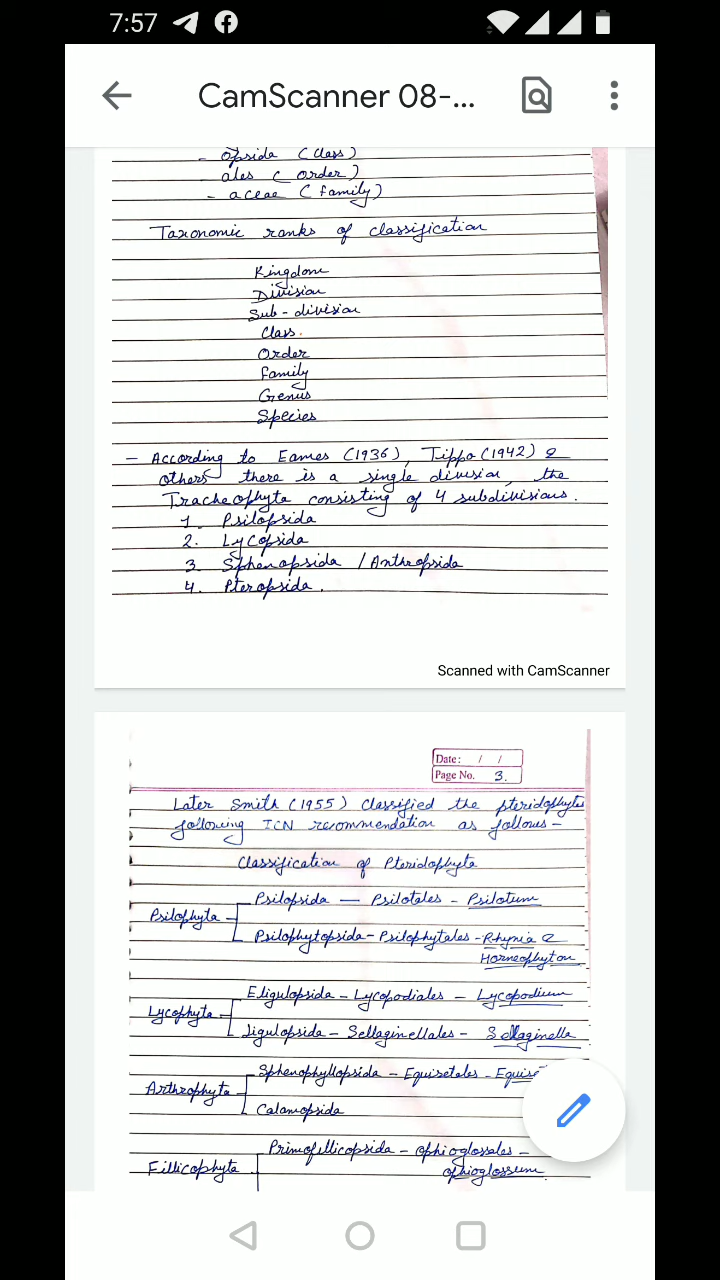 7:57
CamScanner 08-...
- opsida (Class)
ales ( order )
- aceae ( family )
Taxonomic ranks of classification
Kingdom
Division
Sub-division
Class.
Order
Family
Genus
Species
- According to Eames (1936), Tippo (1942) &
others there is a single division, the
Tracheophyta consisting of 4 subdivisions.
1. Psilopsida
2. Lycopsida
3. Sphenopsida / Anthropsida
4. Pteropsida.
Scanned with CamScanner
Date: / /
Page No. 3.
Later Smith (1955) Classified the pteridophyte
following ICN recommendation as follows -
Classification of Pteridophyta
Psilophyta - Psilopsida - Psilotales - Psilotum
Psilophytopsida - Psilophytales - Rhynia &
Horneophyton
Lycophyta - Eligulopsida - Lycopodiales - Lycopodium
Ligulopsida - Sellaginellales - Sellaginella
Arthrophyta - Sphenophyllopsida - Equisetales - Equise
Calamopsida
Fillicophyta Primofillicopsida - ophioglossales -
ophioglossum